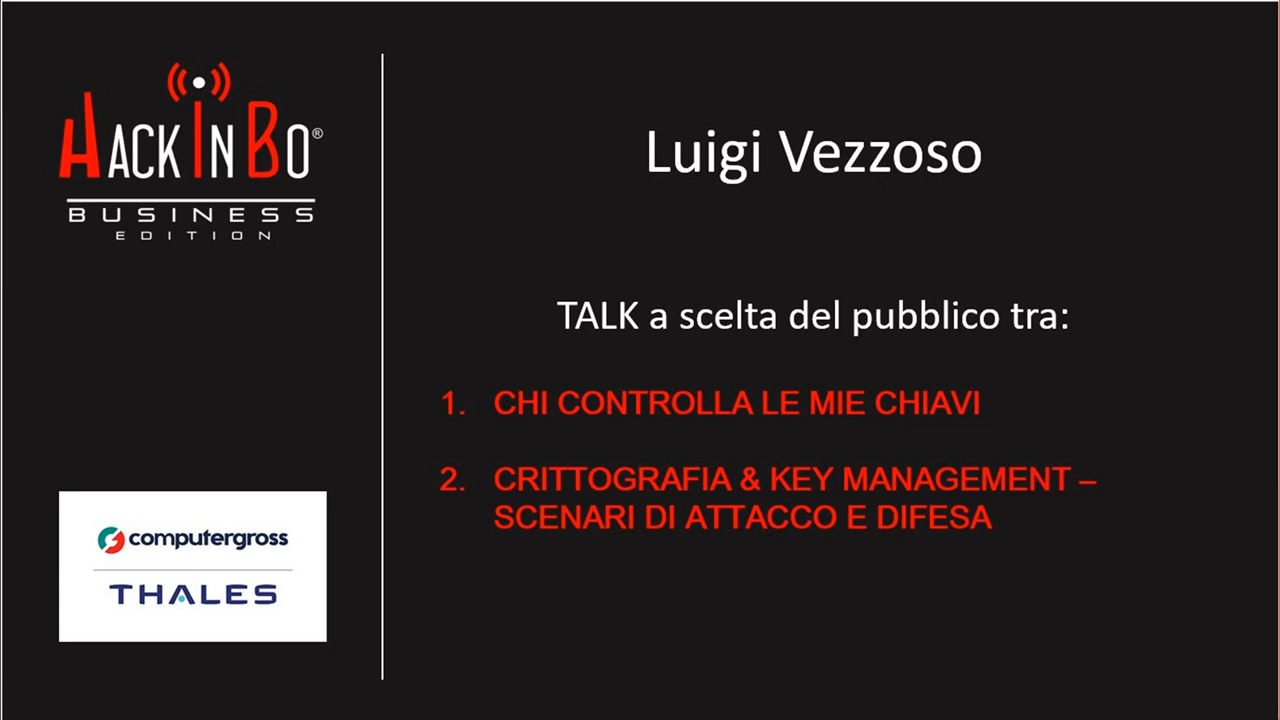 HACKINBO®
BUSINESS
EDITION
Luigi Vezzoso
TALK a scelta del pubblico tra:
1. CHI CONTROLLA LE MIE CHIAVI
2. CRITTOGRAFIA & KEY MANAGEMENT –
SCENARI DI ATTACCO E DIFESA
computergross
THALES